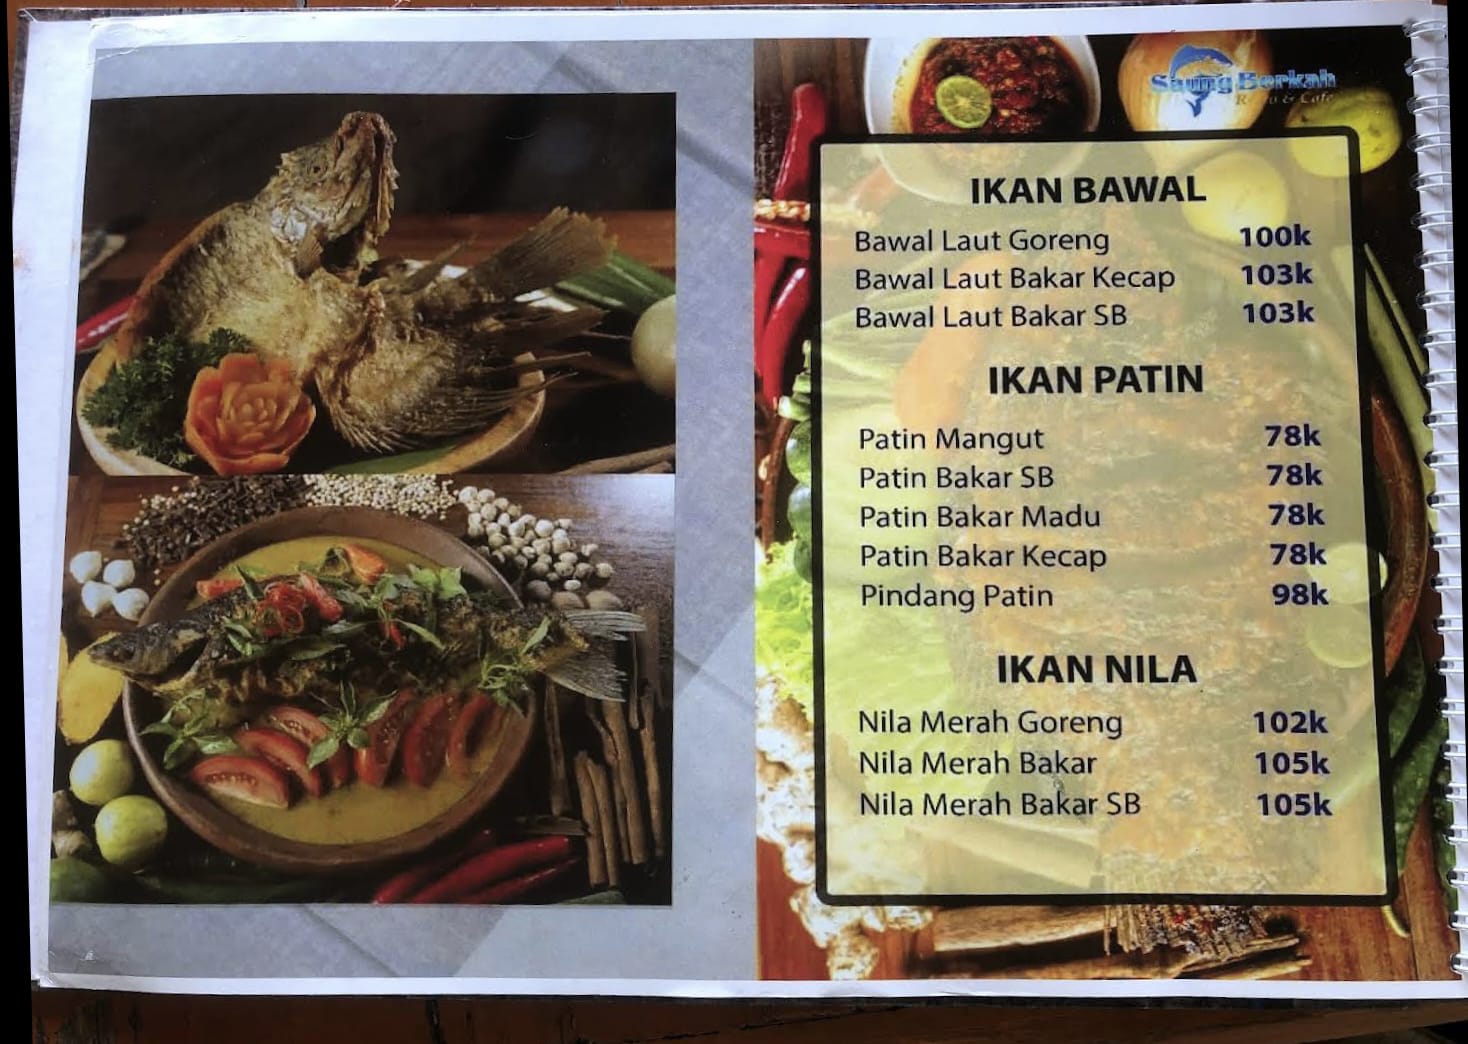 Saung Berkah
Resto & Cafe
IKAN BAWAL
Bawal Laut Goreng 100k
Bawal Laut Bakar Kecap 103k
Bawal Laut Bakar SB 103k
IKAN PATIN
Patin Mangut 78k
Patin Bakar SB 78k
Patin Bakar Madu 78k
Patin Bakar Kecap 78k
Pindang Patin 98k
IKAN NILA
Nila Merah Goreng 102k
Nila Merah Bakar 105k
Nila Merah Bakar SB 105k